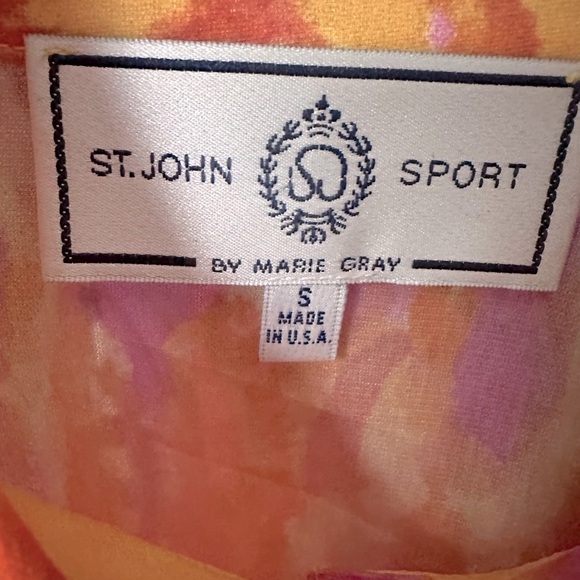 ST. JOHN SPORT
BY MARIE GRAY
S
MADE
IN U.S.A.